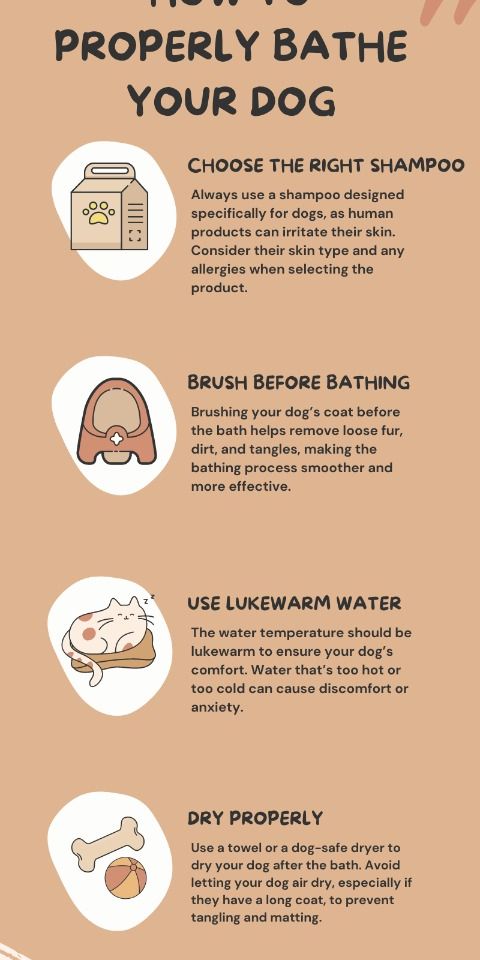 HOW TO
PROPERLY BATHE
YOUR DOG
CHOOSE THE RIGHT SHAMPOO
Always use a shampoo designed
specifically for dogs, as human
products can irritate their skin.
Consider their skin type and any
allergies when selecting the
product.
BRUSH BEFORE BATHING
Brushing your dog's coat before
the bath helps remove loose fur,
dirt, and tangles, making the
bathing process smoother and
more effective.
z z
USE LUKEWARM WATER
The water temperature should be
lukewarm to ensure your dog's
comfort. Water that's too hot or
too cold can cause discomfort or
anxiety.
DRY PROPERLY
Use a towel or a dog-safe dryer to
dry your dog after the bath. Avoid
letting your dog air dry, especially if
they have a long coat, to prevent
tangling and matting.